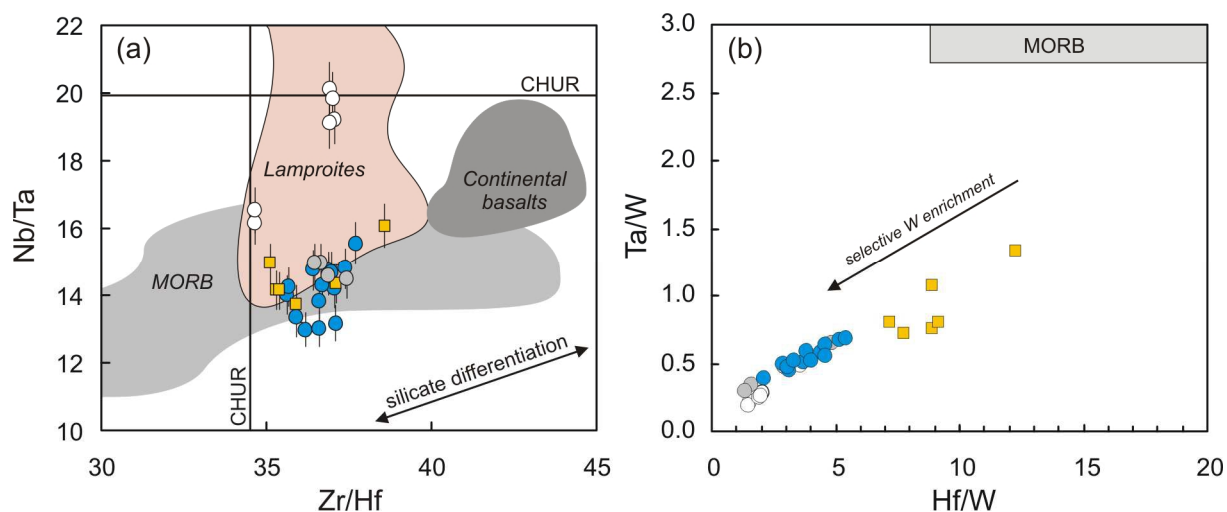 (a)
22
20
18
16
14
12
10
Nb/Ta
CHUR
Lamproites
Continental
basalts
MORB
CHUR
silicate differentiation
30
35
40
45
Zr/Hf
(b)
3.0
2.5
2.0
1.5
1.0
0.5
0.0
Ta/W
MORB
selective W enrichment
0
5
10
15
20
Hf/W